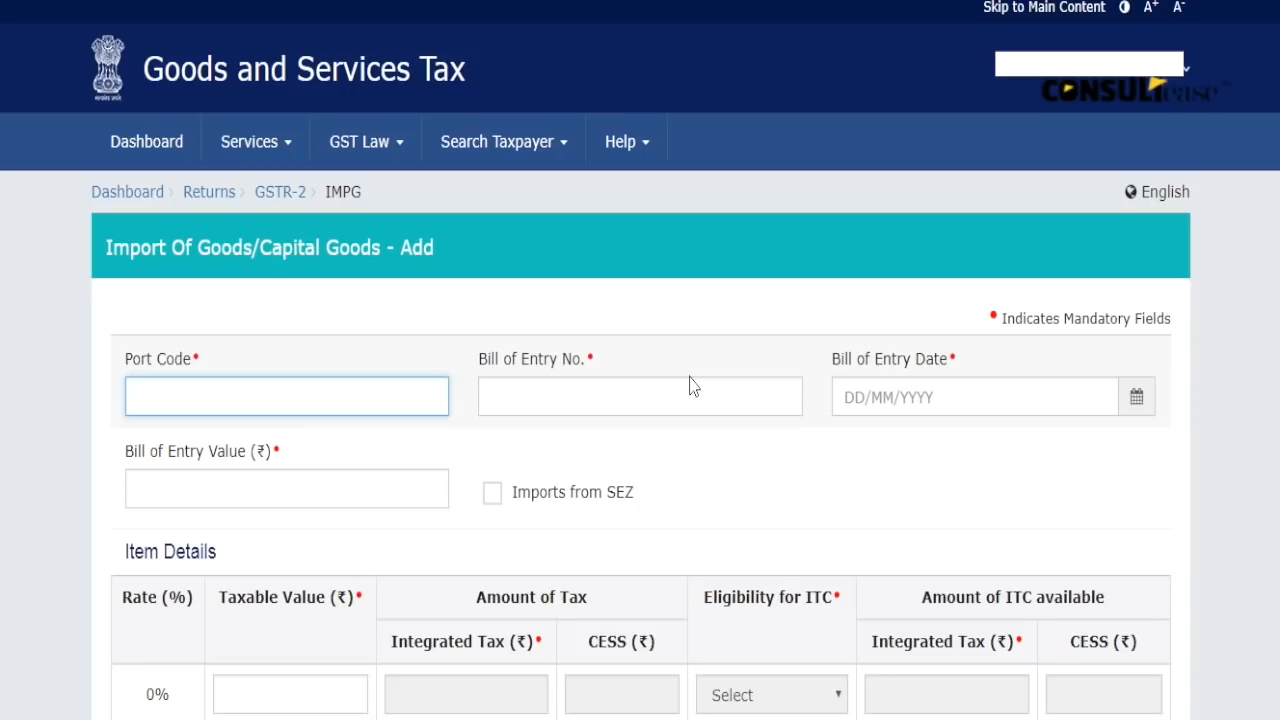 Skip to Main Content A+ A-
Goods and Services Tax
CONSULTease
Dashboard Services GST Law Search Taxpayer Help
Dashboard Returns GSTR-2 IMPG English
Import Of Goods/Capital Goods - Add
• Indicates Mandatory Fields
Port Code• Bill of Entry No.• Bill of Entry Date•
DD/MM/YYYY
Bill of Entry Value (₹)•
Imports from SEZ
Item Details
Rate (%) Taxable Value (₹)• Amount of Tax Eligibility for ITC• Amount of ITC available
Integrated Tax (₹)• CESS (₹) Integrated Tax (₹)• CESS (₹)
0% Select